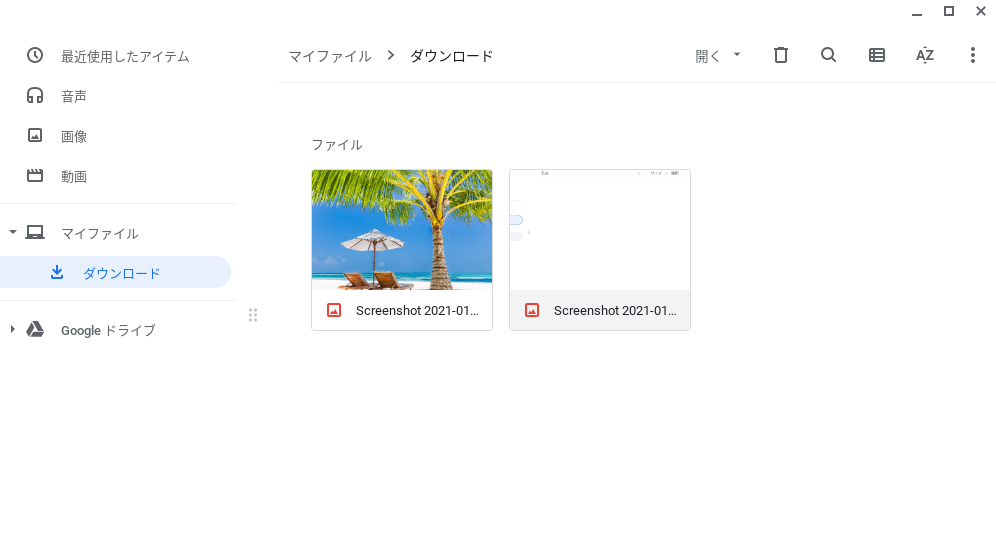 最近使用したアイテム
音声
画像
動画
マイファイル
ダウンロード
Google ドライブ
マイファイル
ダウンロード
開く
AZ
ファイル
Screenshot 2021-01...
Screenshot 2021-01...